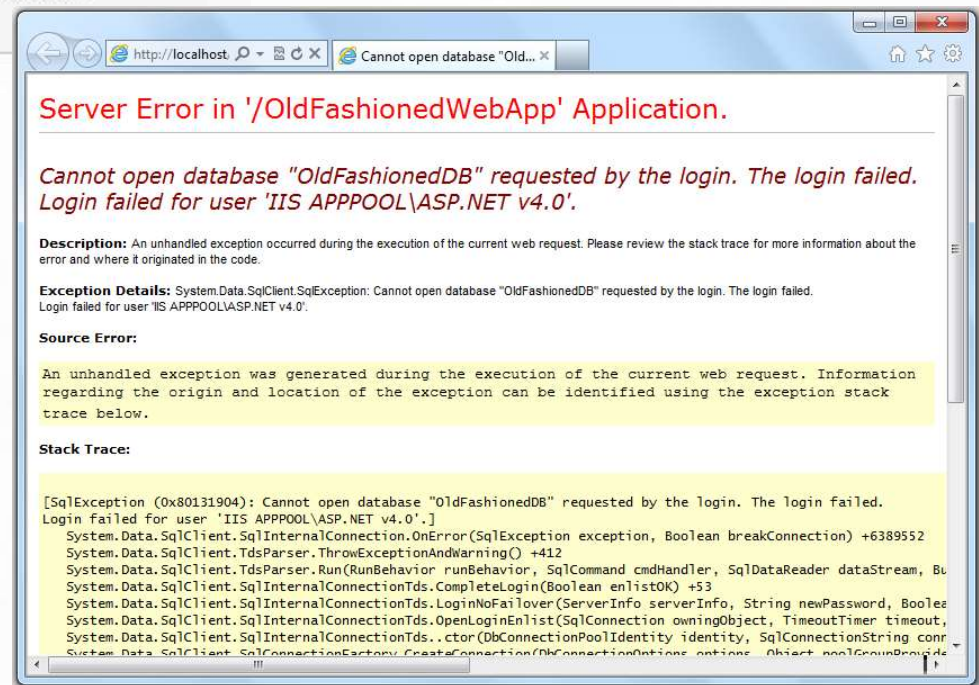 http://localhost
Cannot open database "Old...
Server Error in '/OldFashionedWebApp' Application.
Cannot open database "OldFashionedDB" requested by the login. The login failed.
Login failed for user 'IIS APPPOOL\ASP.NET v4.0'.
Description: An unhandled exception occurred during the execution of the current web request. Please review the stack trace for more information about the
error and where it originated in the code.
Exception Details: System.Data.SqlClient.SqlException: Cannot open database "OldFashionedDB" requested by the login. The login failed.
Login failed for user 'IIS APPPOOL\ASP.NET v4.0'.
Source Error:
An unhandled exception was generated during the execution of the current web request. Information
regarding the origin and location of the exception can be identified using the exception stack
trace below.
Stack Trace:
[SqlException (0x80131904): Cannot open database "OldFashionedDB" requested by the login. The login failed.
Login failed for user 'IIS APPPOOL\ASP.NET v4.0'.]
System.Data.SqlClient.SqlInternalConnection.OnError(SqlException exception, Boolean breakConnection) +6389552
System.Data.SqlClient.TdsParser.ThrowExceptionAndWarning() +412
System.Data.SqlClient.TdsParser.Run(RunBehavior runBehavior, SqlCommand cmdHandler, SqlDataReader dataStream, Bu
System.Data.SqlClient.SqlInternalConnectionTds.CompleteLogin(Boolean enlistOK) +53
System.Data.SqlClient.SqlInternalConnectionTds.LoginNoFailover(ServerInfo serverInfo, String newPassword, Boolea
System.Data.SqlClient.SqlInternalConnectionTds.OpenLoginEnlist(SqlConnection owningObject, TimeoutTimer timeout,
System.Data.SqlClient.SqlInternalConnectionTds..ctor(DbConnectionPoolIdentity identity, SqlConnectionString conn
System.Data.SqlClient.SqlConnectionFactory.CreateConnection(DbConnectionOptions options, Object poolGroupProvide